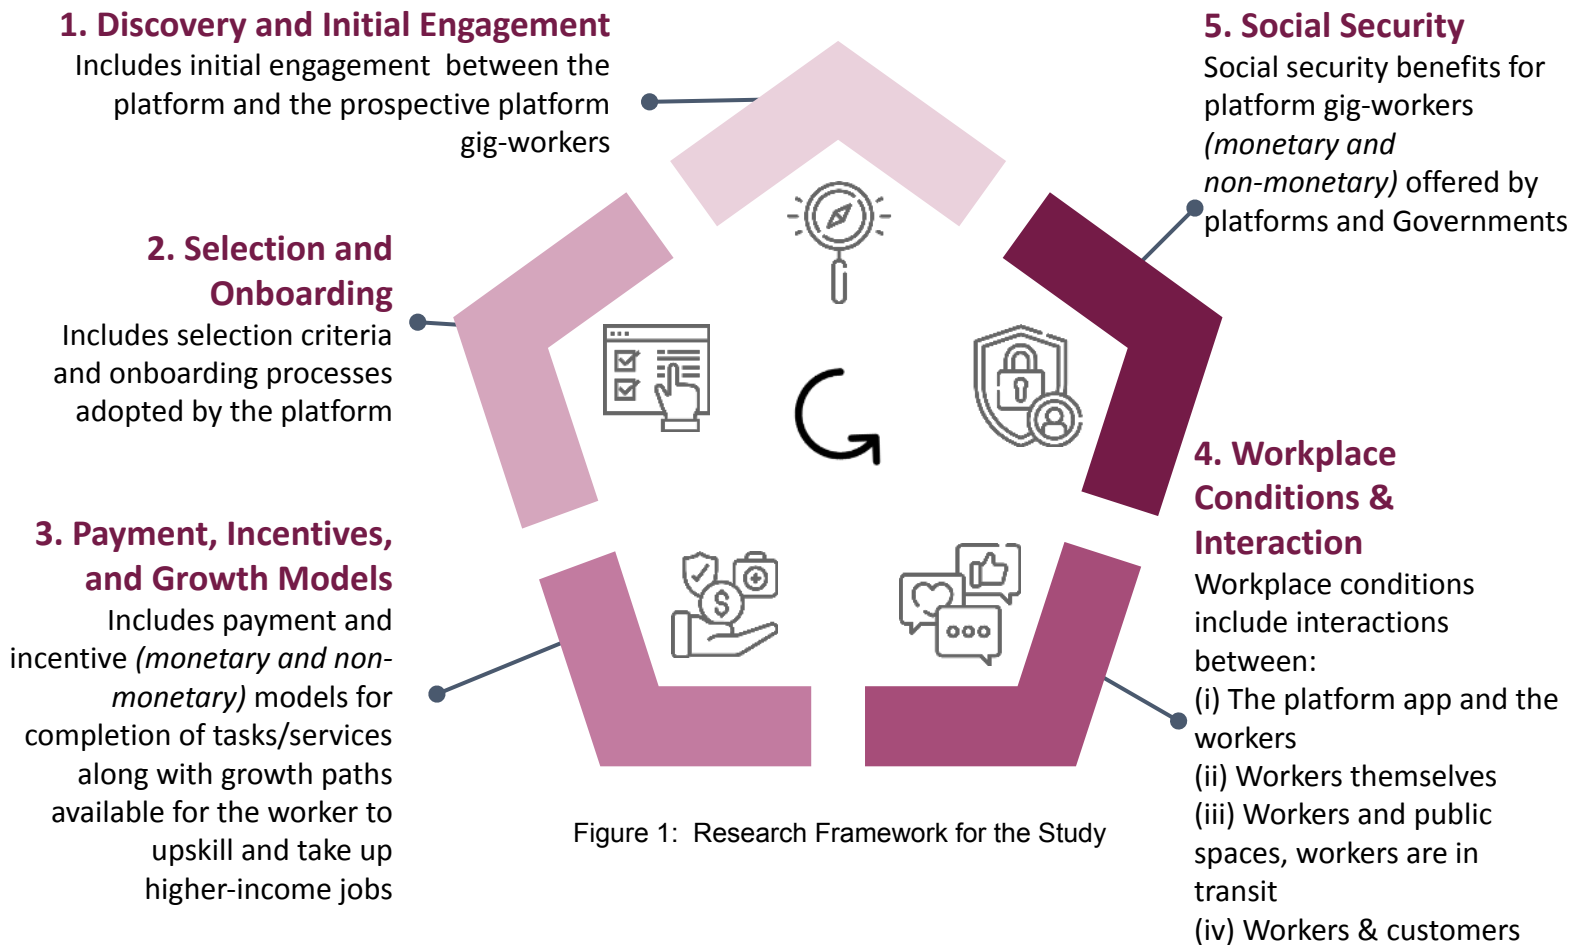 1. Discovery and Initial Engagement
Includes initial engagement between the
platform and the prospective platform
gig-workers
2. Selection and
Onboarding
Includes selection criteria
and onboarding processes
adopted by the platform
3. Payment, Incentives,
and Growth Models
Includes payment and
incentive (monetary and non-
monetary) models for
completion of tasks/services
along with growth paths
available for the worker to
upskill and take up
higher-income jobs
4. Workplace
Conditions &
Interaction
Workplace conditions
include interactions
between:
(i) The platform app and the
workers
(ii) Workers themselves
(iii) Workers and public
spaces, workers are in
transit
(iv) Workers & customers
5. Social Security
Social security benefits for
platform gig-workers
(monetary and
non-monetary) offered by
platforms and Governments
$
Figure 1: Research Framework for the Study